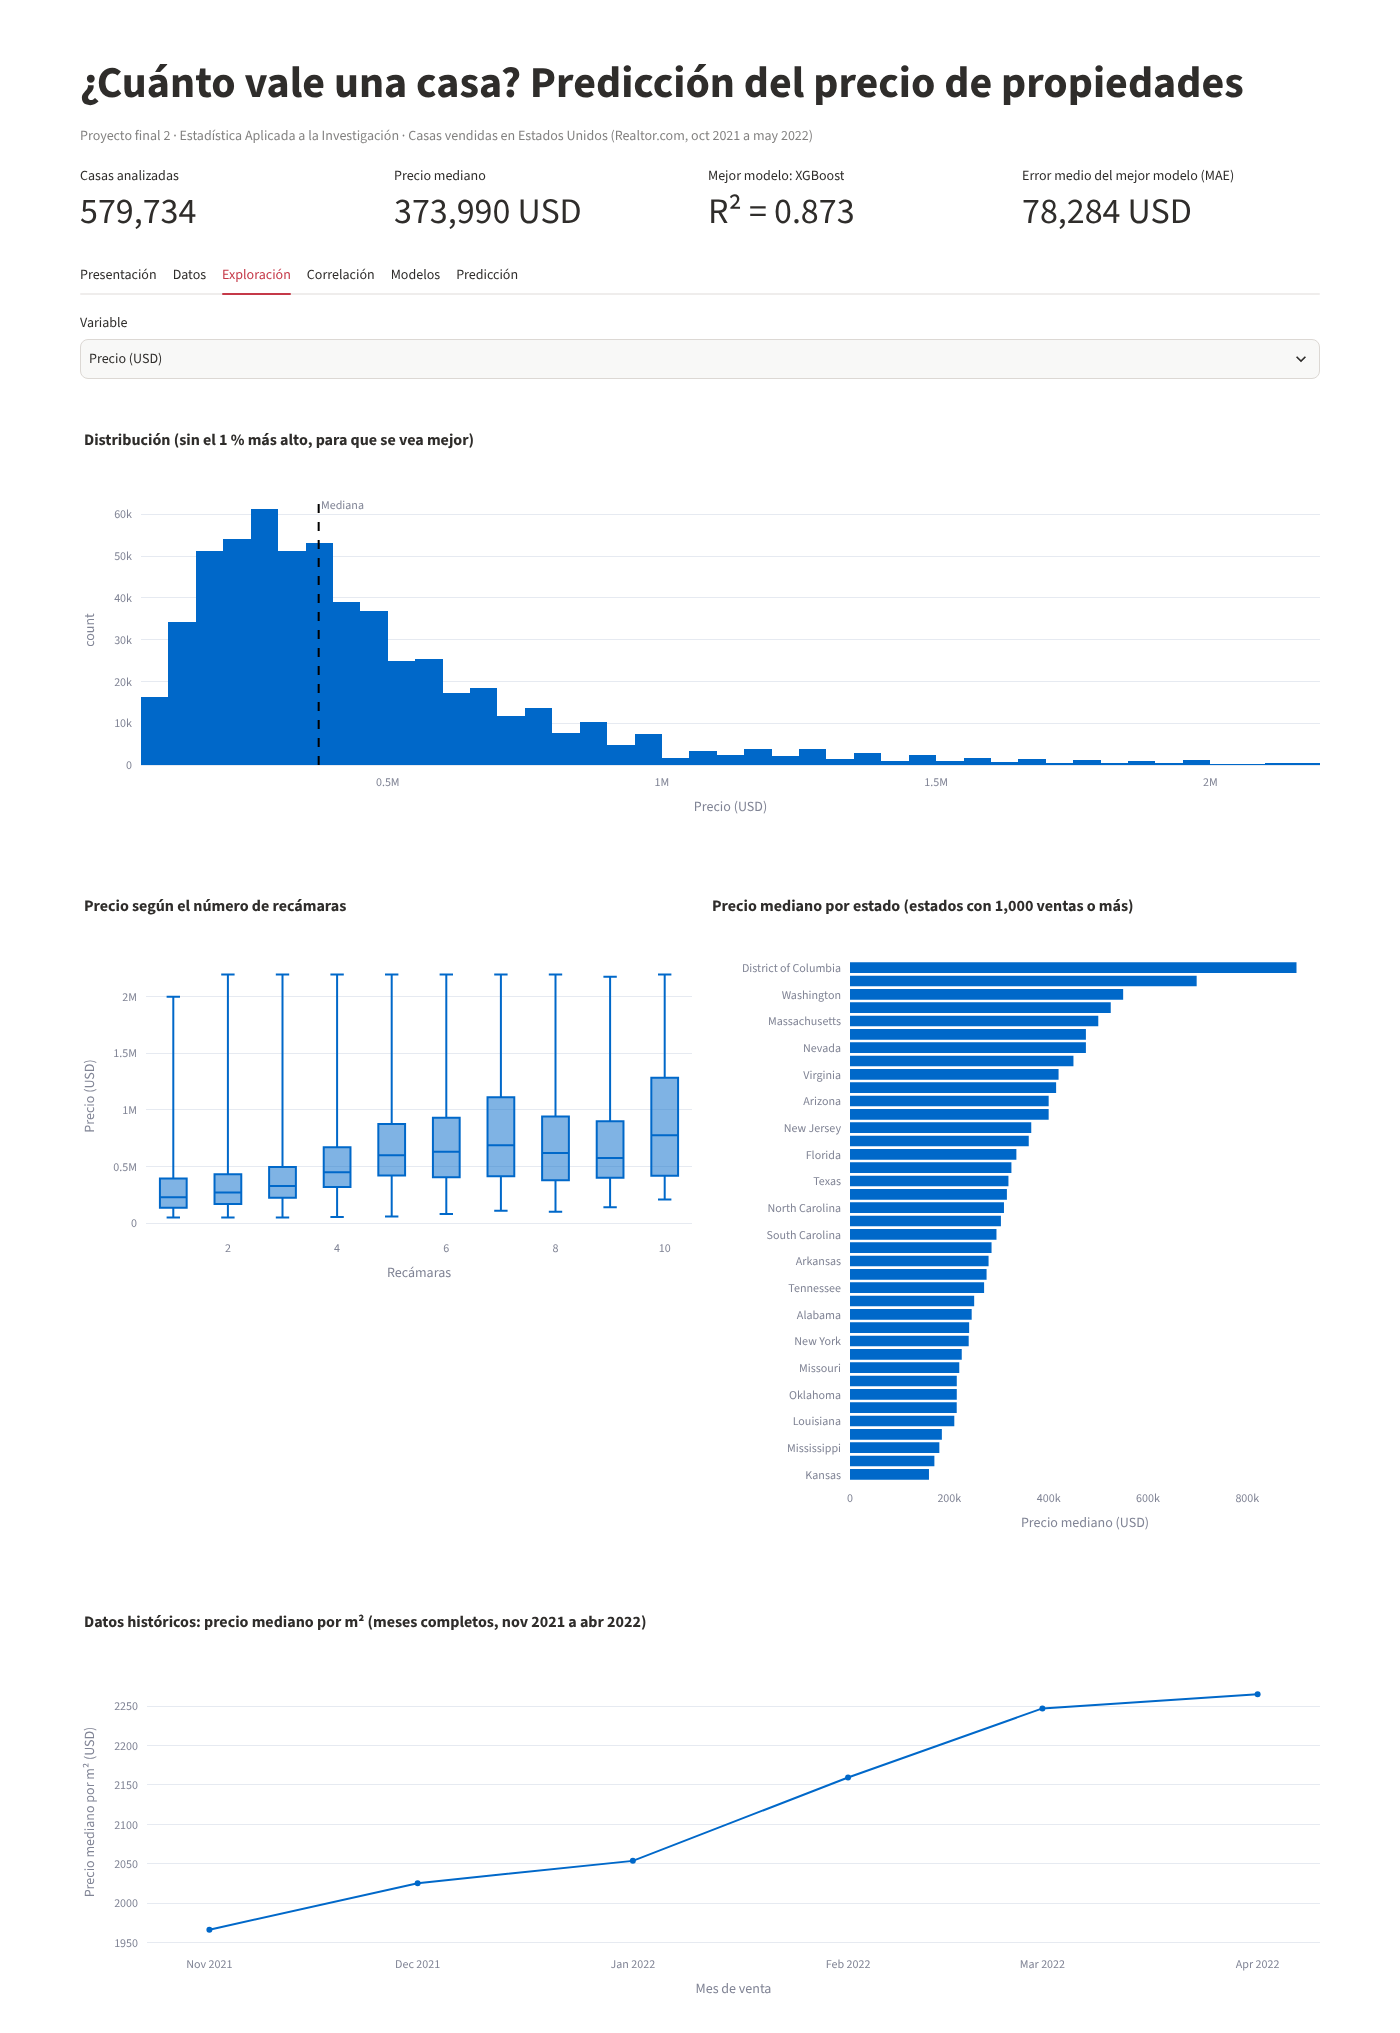 ¿Cuánto vale una casa? Predicción del precio de propiedades
Proyecto final 2 · Estadística Aplicada a la Investigación · Casas vendidas en Estados Unidos (Realtor.com, oct 2021 a may 2022)
Casas analizadas
579,734
Precio mediano
373,990 USD
Mejor modelo: XGBoost
R² = 0.873
Error medio del mejor modelo (MAE)
78,284 USD
Presentación Datos Exploración Correlación Modelos Predicción
Variable
Precio (USD)
Distribución (sin el 1 % más alto, para que se vea mejor)
Mediana
60k
50k
40k
30k
20k
10k
0
count
0.5M 1M 1.5M 2M
Precio (USD)
Precio según el número de recámaras
2M
1.5M
1M
0.5M
0
Precio (USD)
2 4 6 8 10
Recámaras
Precio mediano por estado (estados con 1,000 ventas o más)
District of Columbia
Washington
Massachusetts
Nevada
Virginia
Arizona
New Jersey
Florida
Texas
North Carolina
South Carolina
Arkansas
Tennessee
Alabama
New York
Missouri
Oklahoma
Louisiana
Mississippi
Kansas
0 200k 400k 600k 800k
Precio mediano (USD)
Datos históricos: precio mediano por m² (meses completos, nov 2021 a abr 2022)
2250
2200
2150
2100
2050
2000
1950
Precio mediano por m² (USD)
Nov 2021 Dec 2021 Jan 2022 Feb 2022 Mar 2022 Apr 2022
Mes de venta